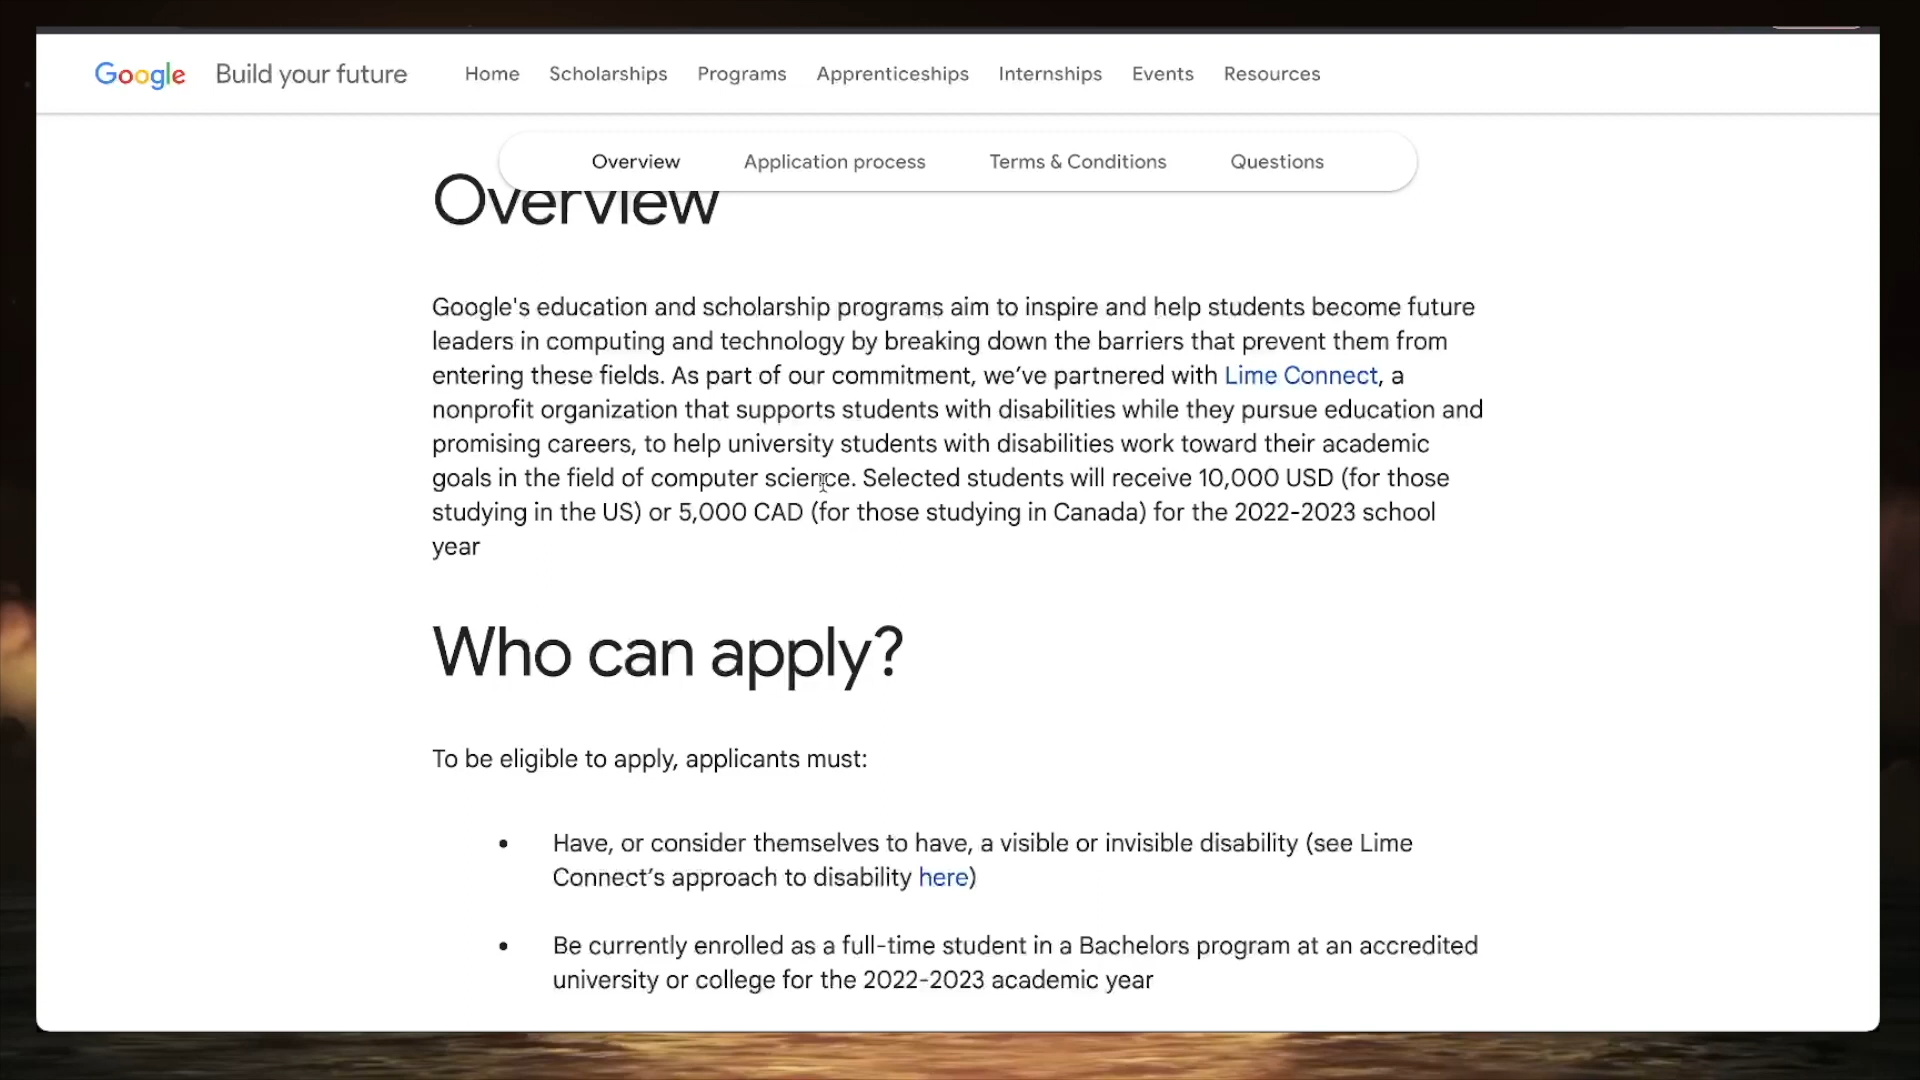 Google Build your future Home Scholarships Programs Apprenticeships Internships Events Resources
Overview Application process Terms & Conditions Questions
Overview
Google's education and scholarship programs aim to inspire and help students become future
leaders in computing and technology by breaking down the barriers that prevent them from
entering these fields. As part of our commitment, we’ve partnered with Lime Connect, a
nonprofit organization that supports students with disabilities while they pursue education and
promising careers, to help university students with disabilities work toward their academic
goals in the field of computer science. Selected students will receive 10,000 USD (for those
studying in the US) or 5,000 CAD (for those studying in Canada) for the 2022-2023 school
year
Who can apply?
To be eligible to apply, applicants must:
• Have, or consider themselves to have, a visible or invisible disability (see Lime
Connect’s approach to disability here)
• Be currently enrolled as a full-time student in a Bachelors program at an accredited
university or college for the 2022-2023 academic year